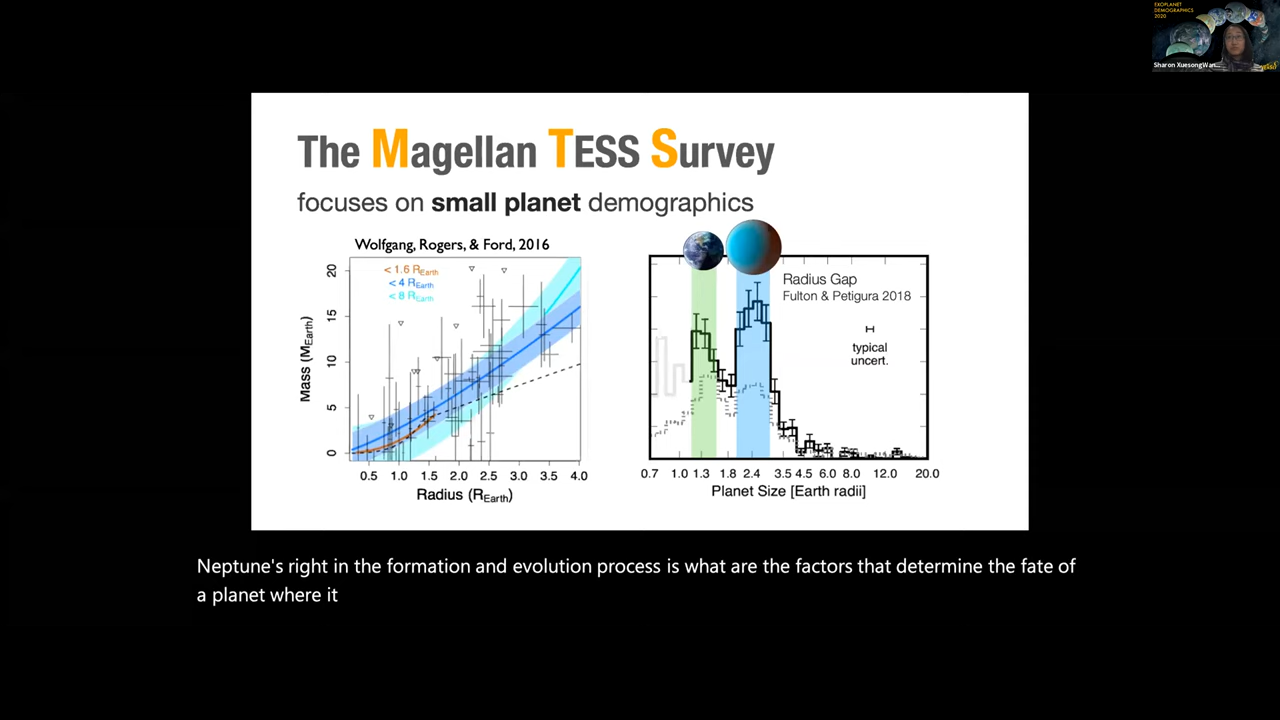 EXOPLANET
DEMOGRAPHICS
2020
Sharon XuesongWan...
The Magellan TESS Survey
focuses on small planet demographics
Wolfgang, Rogers, & Ford, 2016
< 1.6 REarth
< 4 REarth
< 8 REarth
Mass (MEarth)
20
15
10
5
0
0.5 1.0 1.5 2.0 2.5 3.0 3.5 4.0
Radius (REarth)
Radius Gap
Fulton & Petigura 2018
typical
uncert.
0.7 1.0 1.3 1.8 2.4 3.5 4.5 6.0 8.0 12.0 20.0
Planet Size [Earth radii]
Neptune's right in the formation and evolution process is what are the factors that determine the fate of
a planet where it